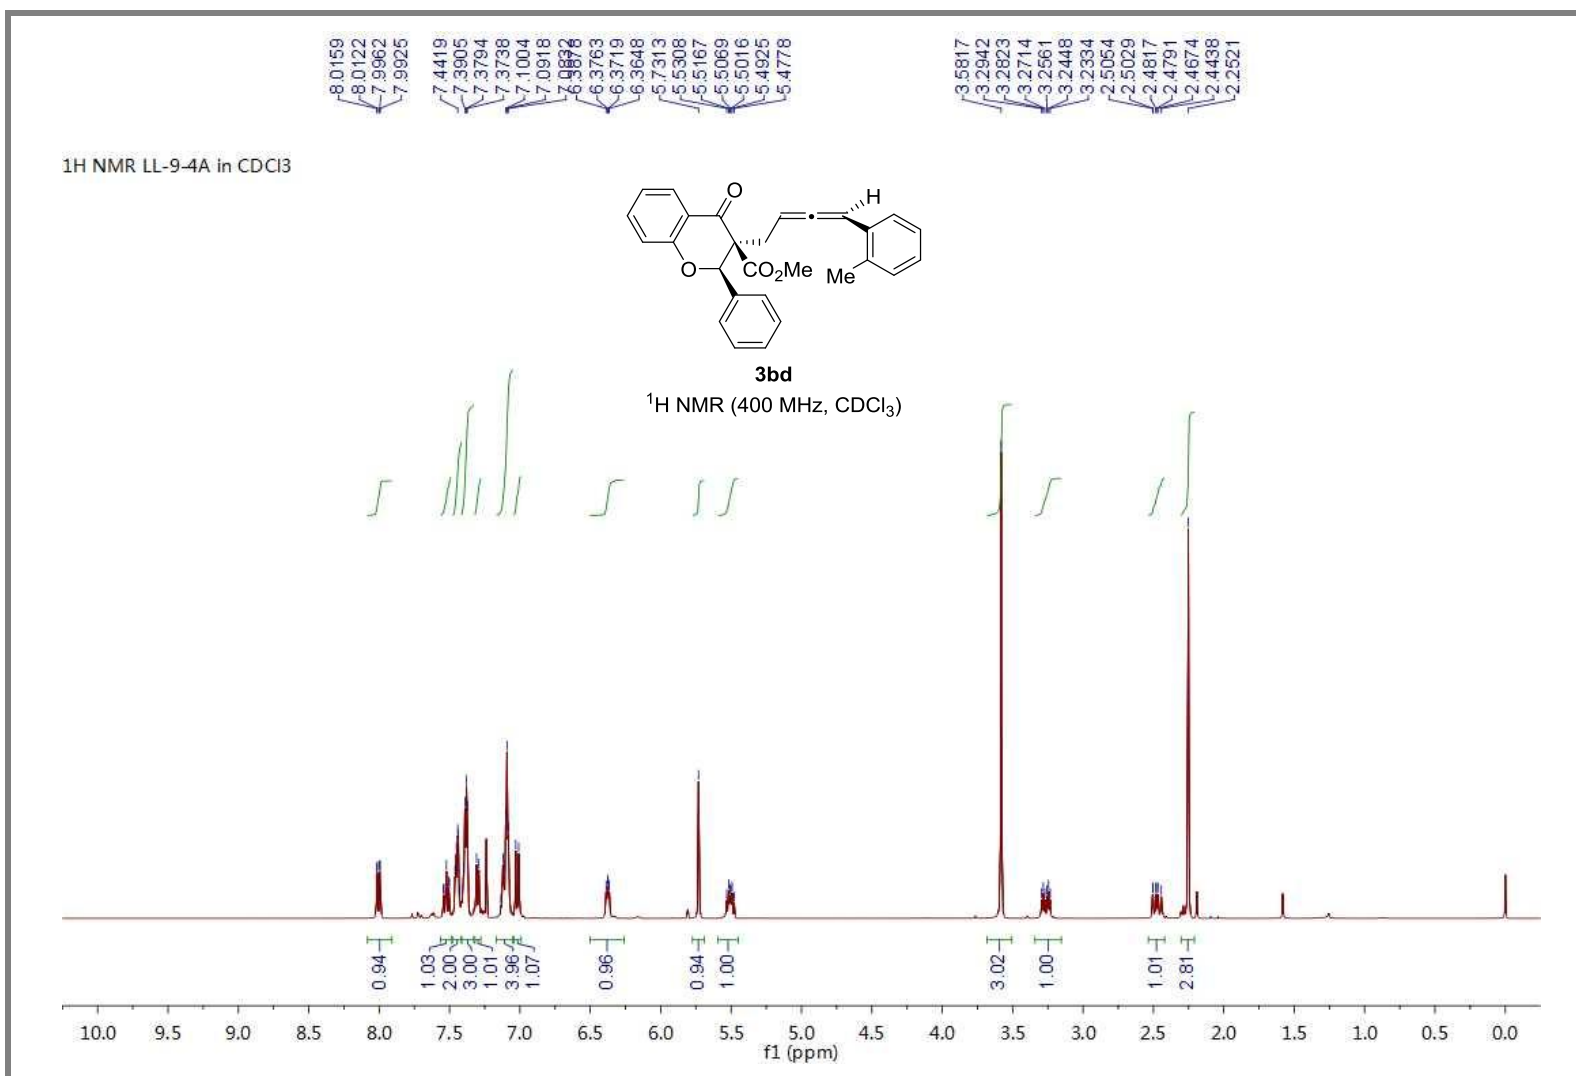 8.0159 8.0122 7.9962 7.9925 7.4419 7.3905 7.3794 7.3738 7.1004 7.0918 7.0832 6.3878 6.3763 6.3719 6.3648 5.7313 5.5308 5.5167 5.5069 5.5016 5.4925 5.4778 3.5817 3.2942 3.2823 3.2714 3.2561 3.2448 3.2334 2.5054 2.5029 2.4817 2.4791 2.4674 2.4438 2.2521
1H NMR LL-9-4A in CDCl3
O H
O CO₂Me Me
3bd
¹H NMR (400 MHz, CDCl₃)
0.94 1.03 2.00 3.00 1.01 3.96 1.07 0.96 0.94 1.00 3.02 1.00 1.01 2.81
10.0 9.5 9.0 8.5 8.0 7.5 7.0 6.5 6.0 5.5 5.0 4.5 4.0 3.5 3.0 2.5 2.0 1.5 1.0 0.5 0.0
f1 (ppm)